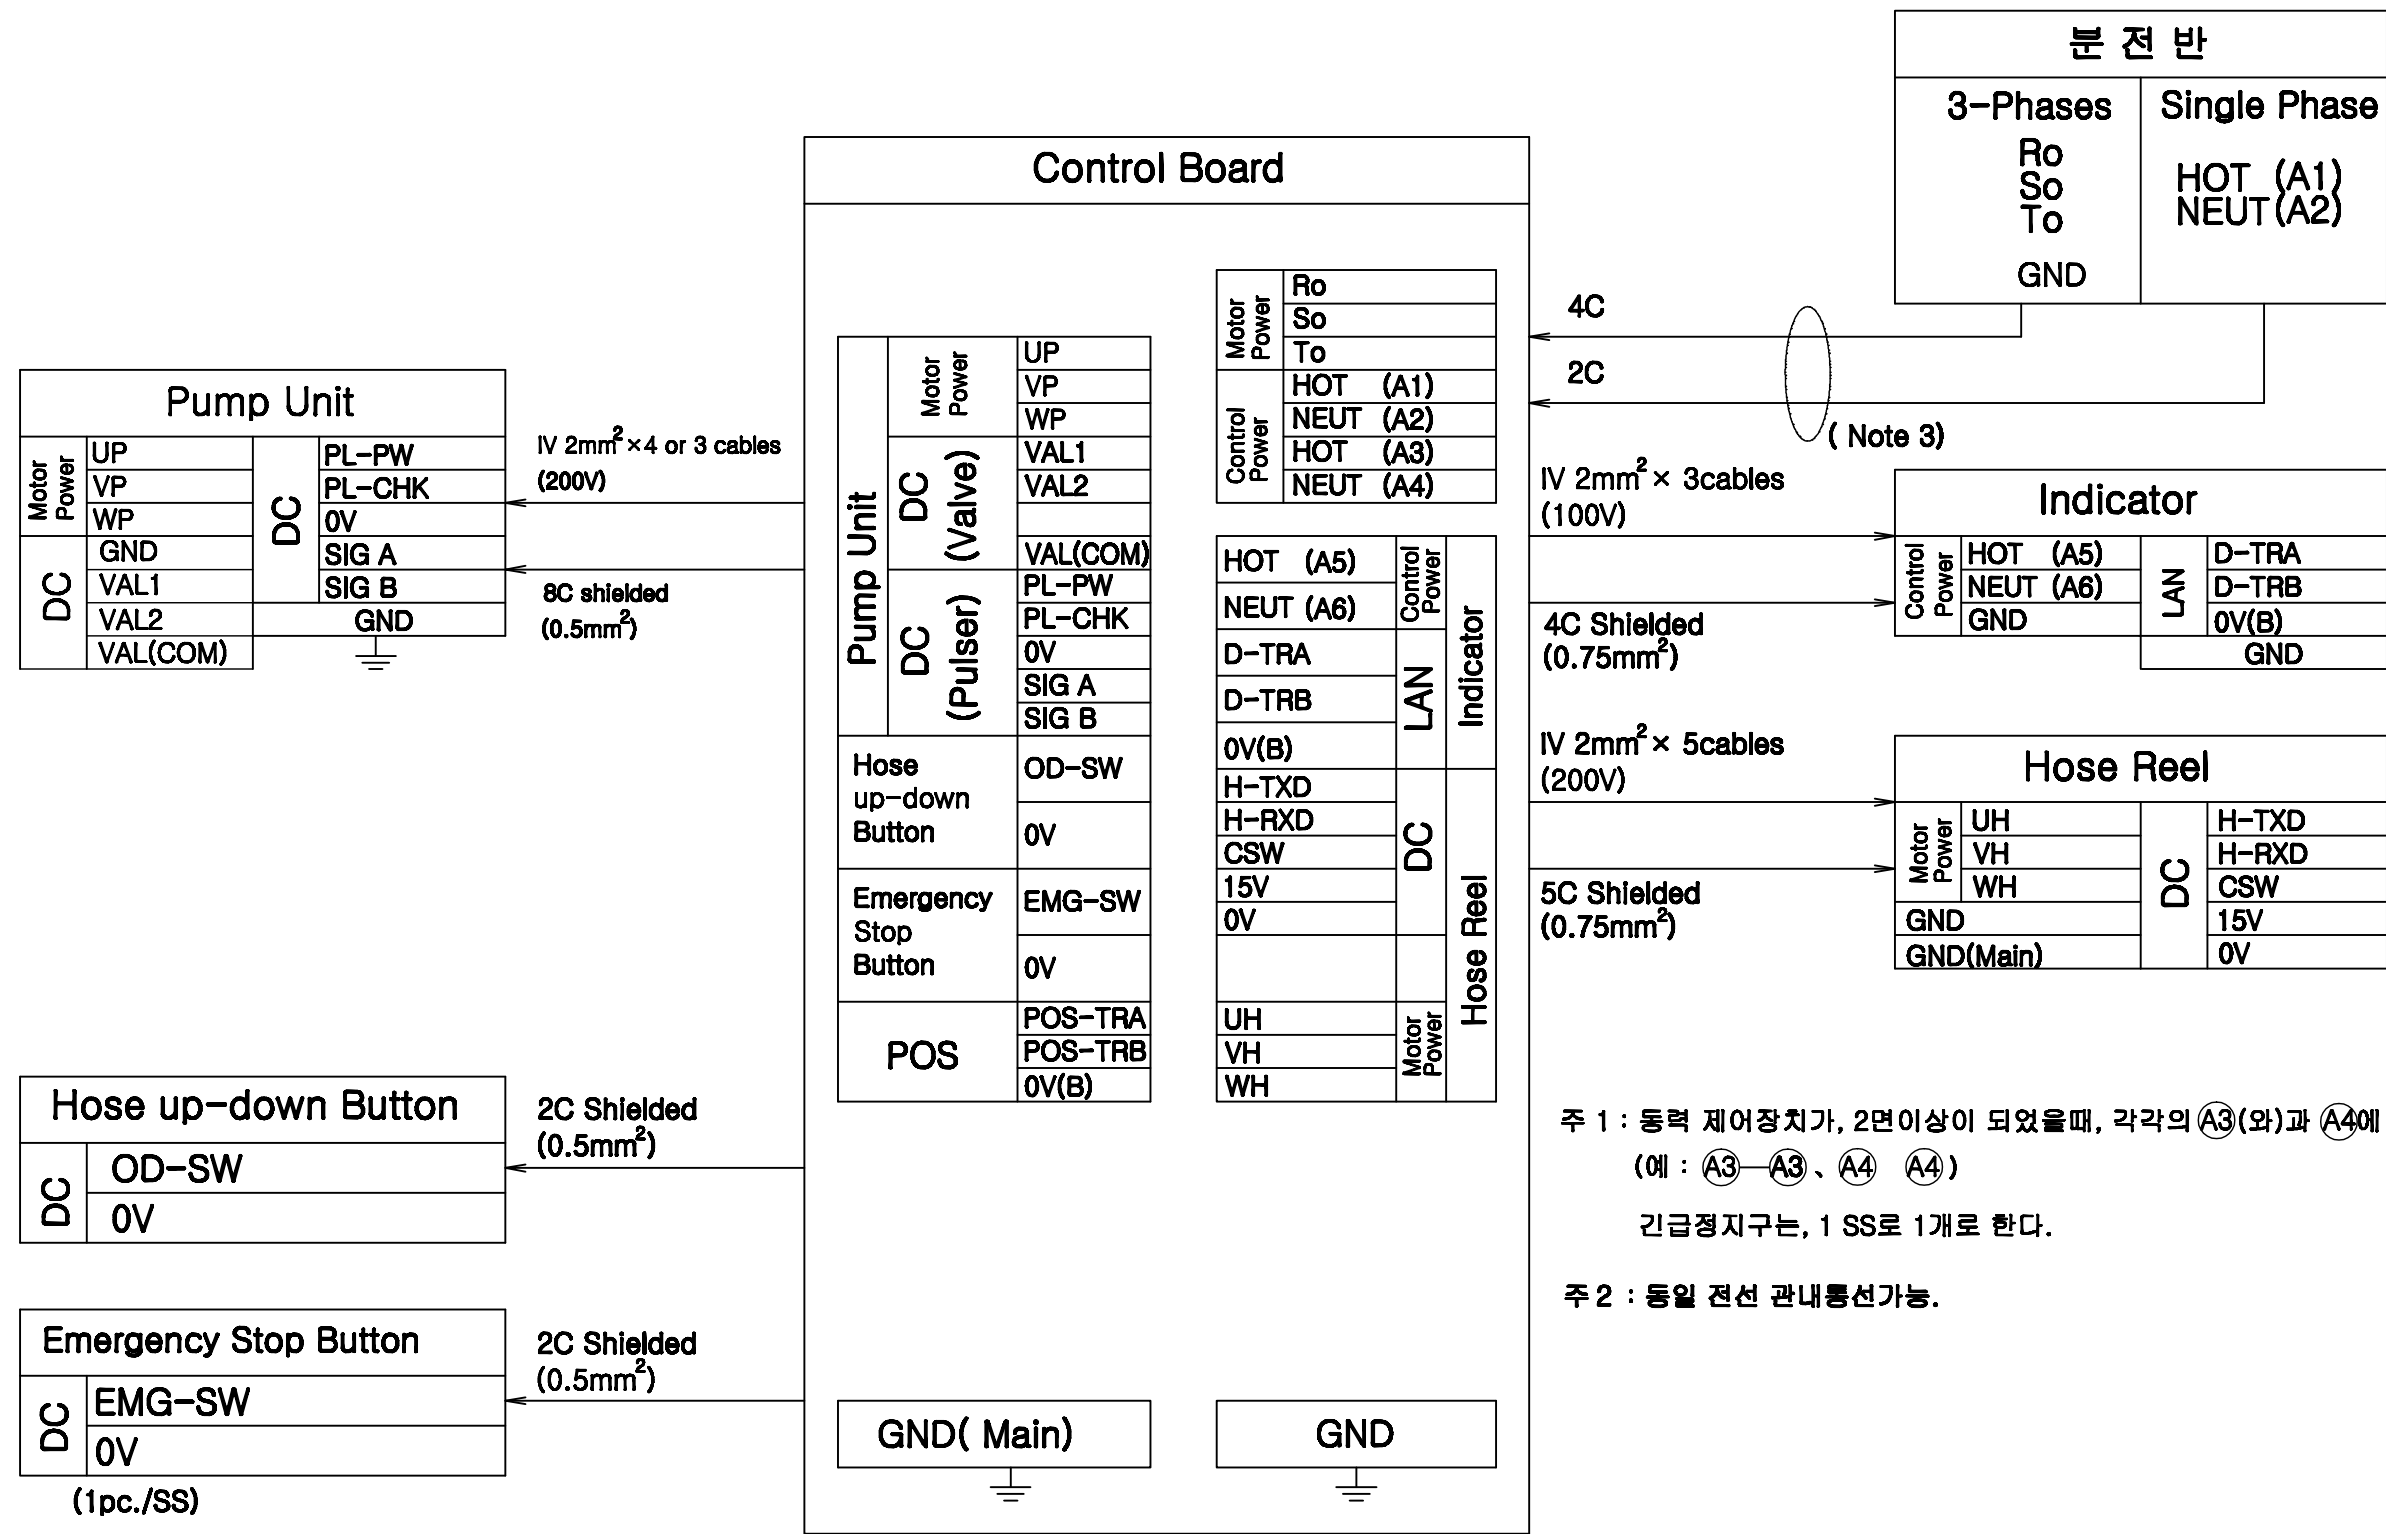 분 전 반
3-Phases Single Phase
Ro
So
To
GND
HOT (A1)
NEUT (A2)
Control Board
Motor Power
Ro
So
To
Control Power
HOT (A1)
NEUT (A2)
HOT (A3)
NEUT (A4)
4C
2C
( Note 3)
Pump Unit
Motor Power
UP
VP
WP
DC
GND
VAL1
VAL2
VAL(COM)
DC
PL-PW
PL-CHK
0V
SIG A
SIG B
GND
IV 2mm²×4 or 3 cables
(200V)
8C shielded
(0.5mm²)
Pump Unit
Motor Power
UP
VP
WP
DC (Valve)
VAL1
VAL2
VAL(COM)
DC (Pulser)
PL-PW
PL-CHK
0V
SIG A
SIG B
Hose
up-down
Button
OD-SW
0V
Emergency
Stop
Button
EMG-SW
0V
POS
POS-TRA
POS-TRB
0V(B)
HOT (A5)
NEUT (A6)
Control Power
D-TRA
D-TRB
0V(B)
LAN
Indicator
H-TXD
H-RXD
CSW
15V
0V
DC
UH
VH
WH
Motor Power
Hose Reel
IV 2mm²× 3cables
(100V)
4C Shielded
(0.75mm²)
Indicator
Control Power
HOT (A5)
NEUT (A6)
GND
LAN
D-TRA
D-TRB
0V(B)
GND
IV 2mm²× 5cables
(200V)
5C Shielded
(0.75mm²)
Hose Reel
Motor Power
UH
VH
WH
GND
GND(Main)
DC
H-TXD
H-RXD
CSW
15V
0V
Hose up-down Button
DC
OD-SW
0V
2C Shielded
(0.5mm²)
Emergency Stop Button
DC
EMG-SW
0V
(1pc./SS)
2C Shielded
(0.5mm²)
GND( Main)
GND
주 1 : 동력 제어장치가, 2면이상이 되었을때, 각각의 A3(와)과 A4에
(예 : A3—A3 、 A4 A4 )
긴급정지구는, 1 SS로 1개로 한다.
주 2 : 동일 전선 관내통선가능.